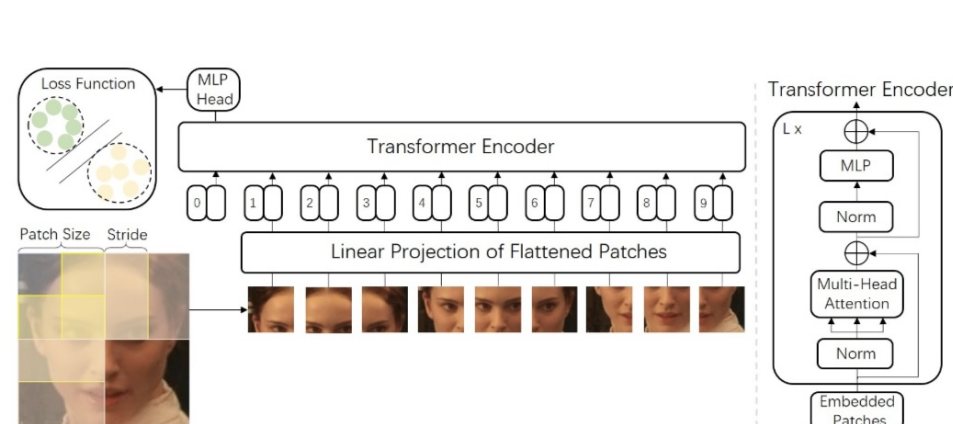 Loss Function
MLP
Head
Transformer Encoder
0 1 2 3 4 5 6 7 8 9
Linear Projection of Flattened Patches
Patch Size Stride
Transformer Encoder
L x
MLP
Norm
Multi-Head
Attention
Norm
Embedded
Patches